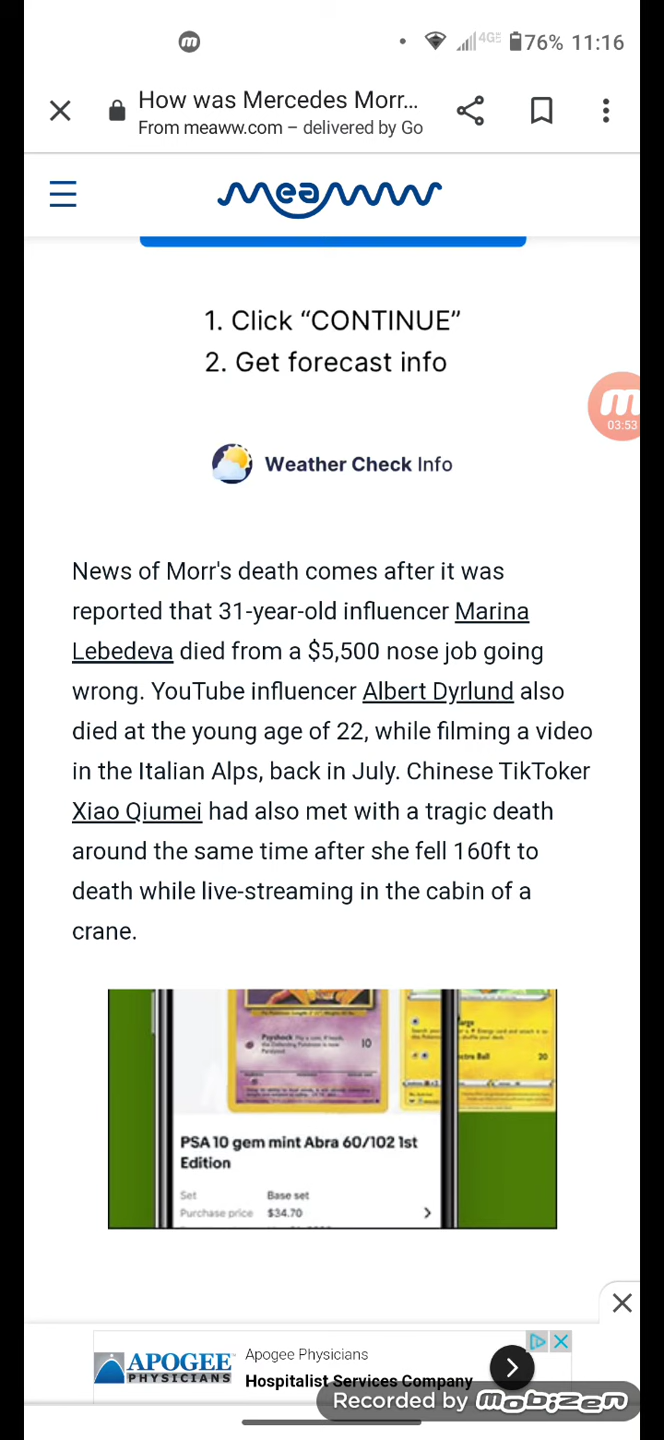 4GE 76% 11:16
How was Mercedes Morr...
From meaww.com – delivered by Go
meaww
1. Click “CONTINUE”
2. Get forecast info
03:53
Weather Check Info
News of Morr's death comes after it was
reported that 31-year-old influencer Marina
Lebedeva died from a $5,500 nose job going
wrong. YouTube influencer Albert Dyrlund also
died at the young age of 22, while filming a video
in the Italian Alps, back in July. Chinese TikToker
Xiao Qiumei had also met with a tragic death
around the same time after she fell 160ft to
death while live-streaming in the cabin of a
crane.
Psyshock
10
20
PSA 10 gem mint Abra 60/102 1st
Edition
Set Base set
Purchase price $34.70
APOGEE
PHYSICIANS
Apogee Physicians
Hospitalist Services Company
Recorded by mobizen